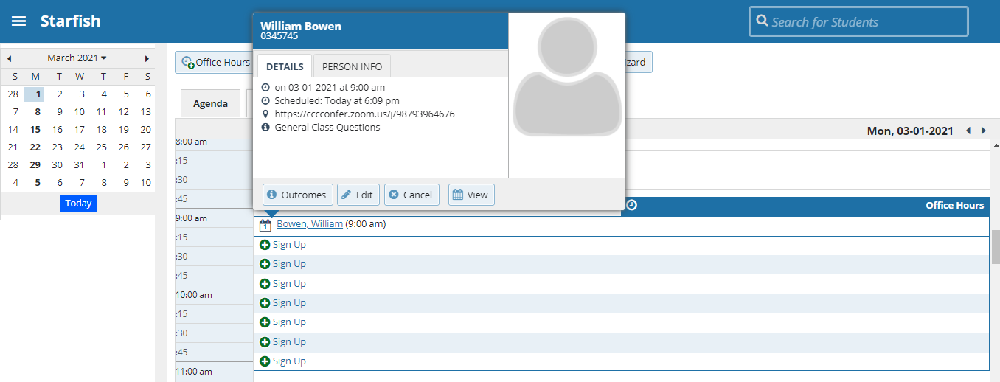 Starfish
Search for Students
March 2021
S M T W T F S
28 1 2 3 4 5 6
7 8 9 10 11 12 13
14 15 16 17 18 19 20
21 22 23 24 25 26 27
28 29 30 31 1 2 3
4 5 6 7 8 9 10
Today
Office Hours
zard
William Bowen
0345745
DETAILS
PERSON INFO
on 03-01-2021 at 9:00 am
Scheduled: Today at 6:09 pm
https://cccconfer.zoom.us/j/98793964676
General Class Questions
Outcomes
Edit
Cancel
View
Agenda
Mon, 03-01-2021
8:00 am
:15
:30
:45
Office Hours
9:00 am
1 Bowen, William (9:00 am)
:15
Sign Up
:30
Sign Up
:45
Sign Up
10:00 am
Sign Up
:15
Sign Up
:30
Sign Up
:45
Sign Up
11:00 am